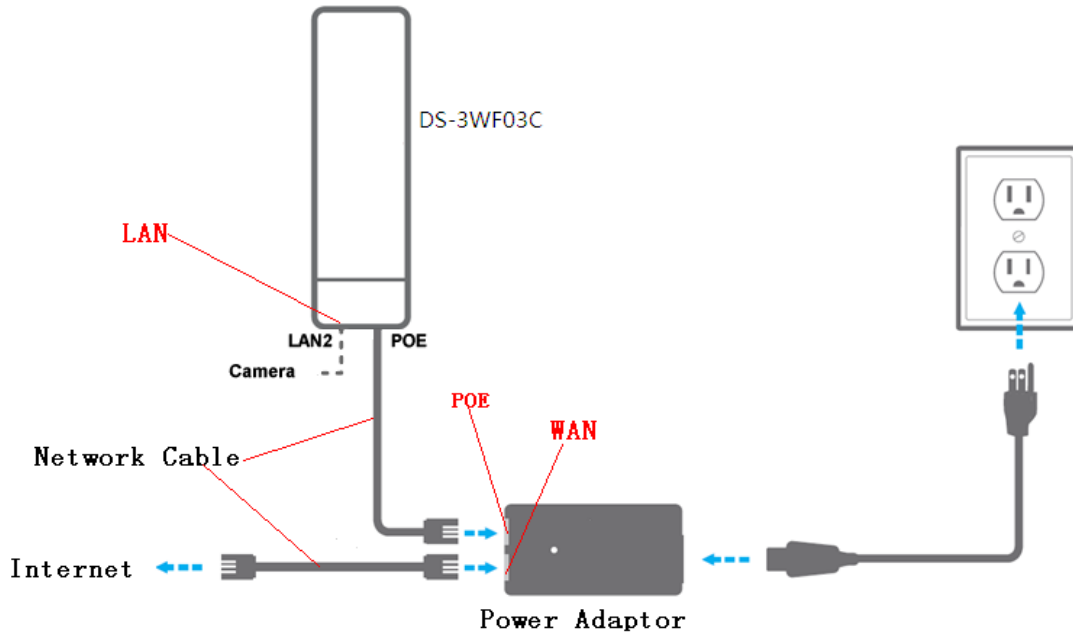 DS-3WF03C
LAN
LAN2
POE
Camera
POE
WAN
Network Cable
Internet
Power Adaptor